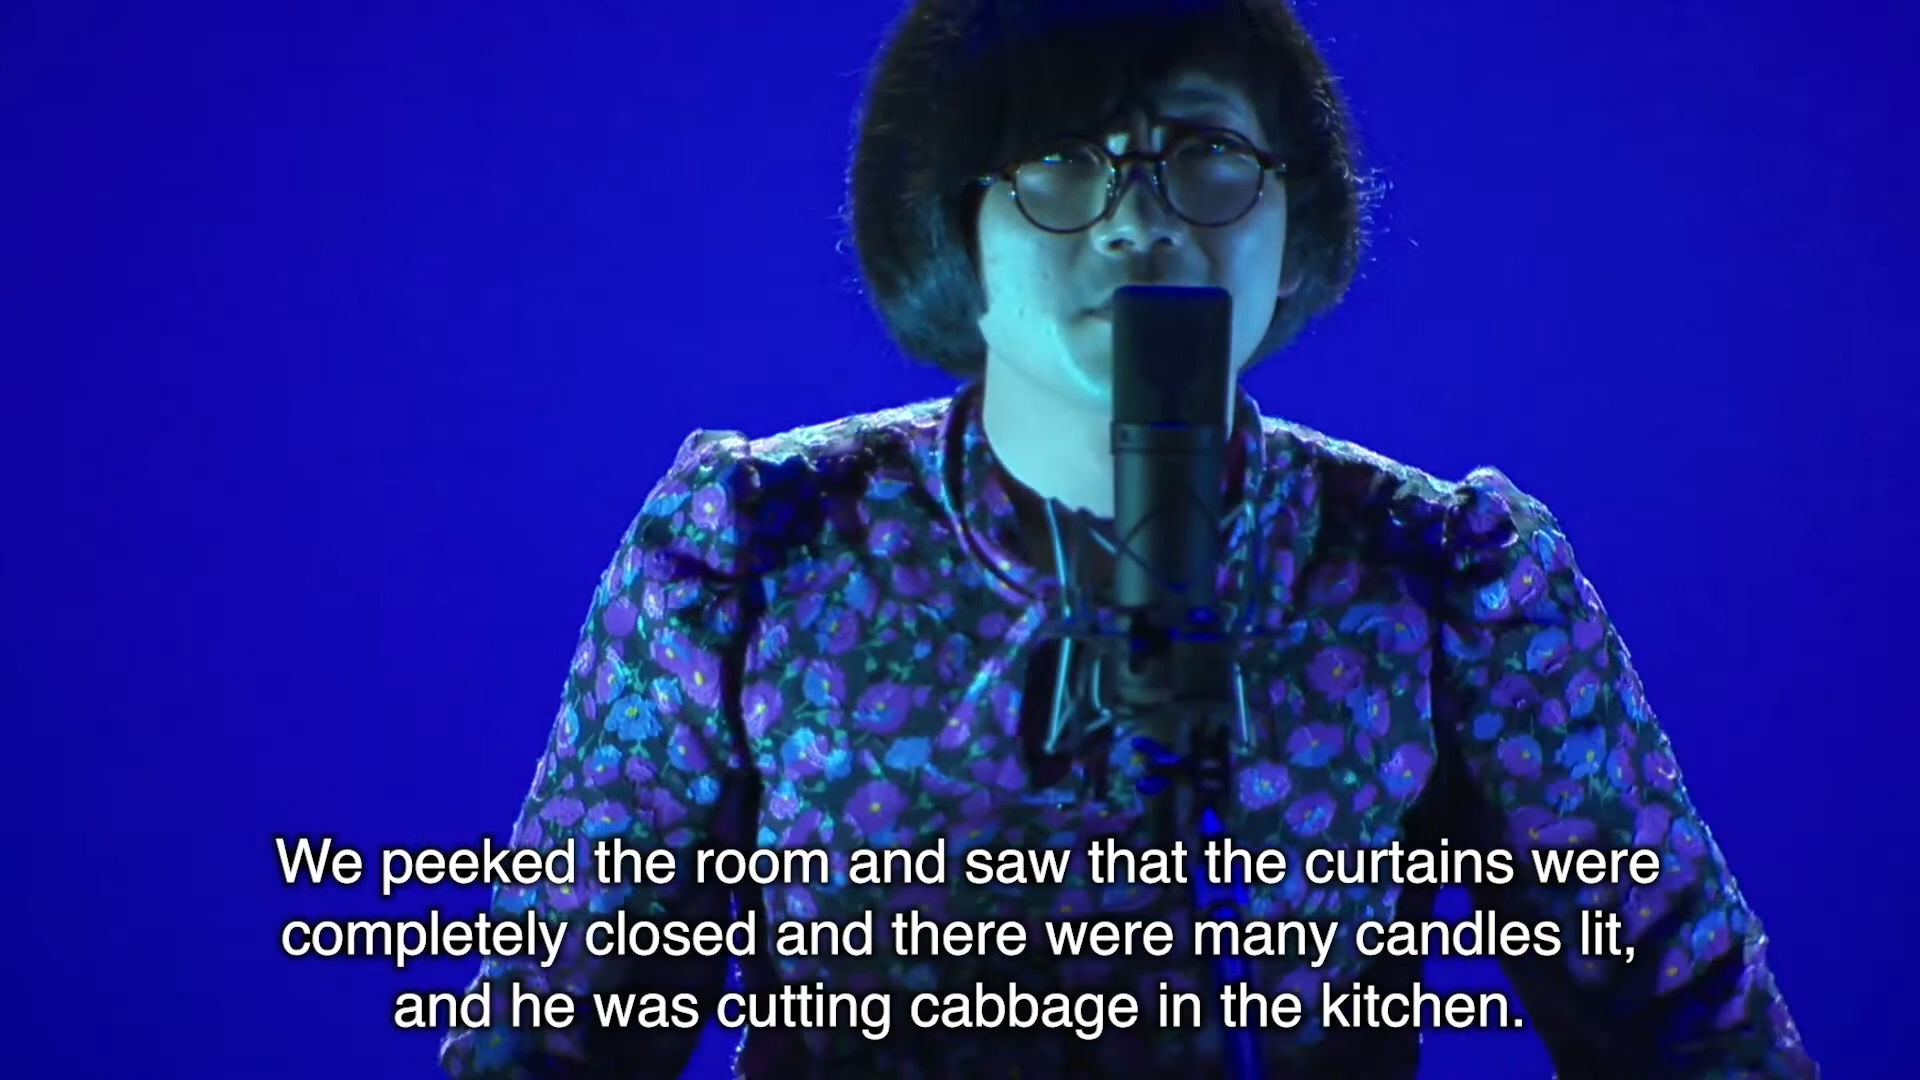 We peeked the room and saw that the curtains were
completely closed and there were many candles lit,
and he was cutting cabbage in the kitchen.